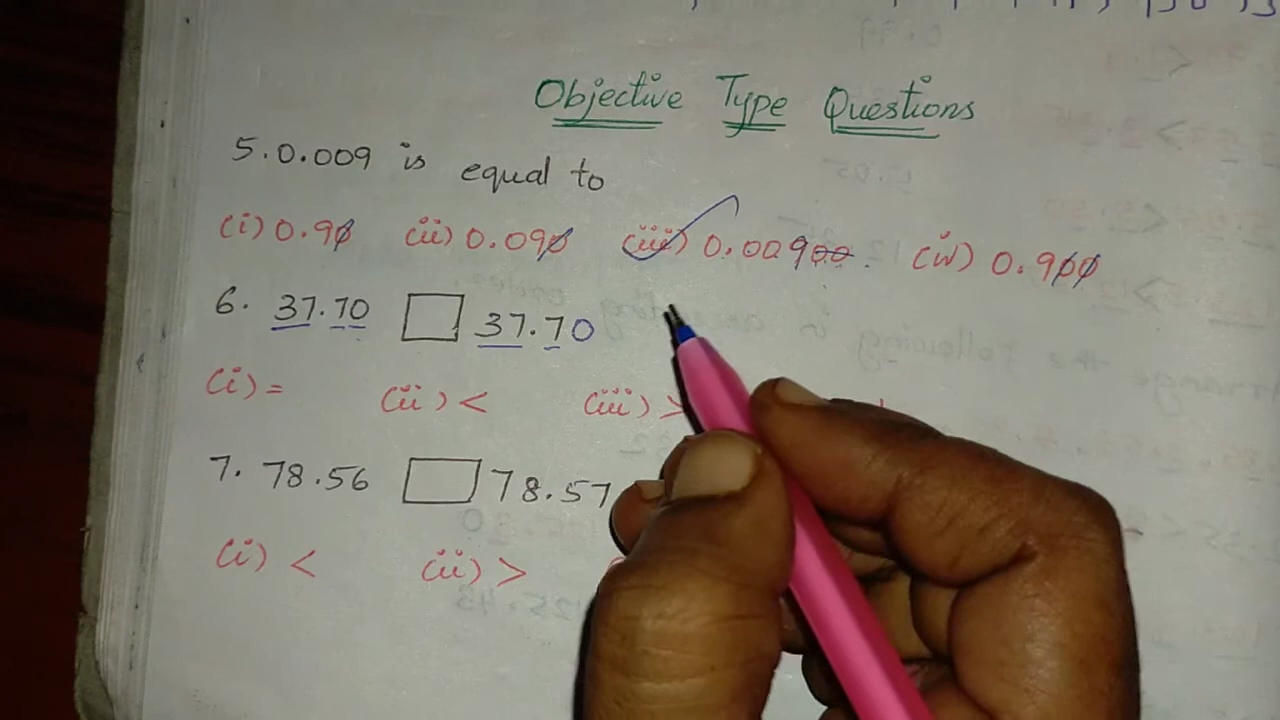 Objective Type Questions
5. 0.009 is equal to
(i) 0.90 (ii) 0.090 (iii) 0.00900 (iv) 0.900
6. 37.70 □ 37.70
(i) = (ii) < (iii) >
7. 78.56 □ 78.57
(i) < (ii) >